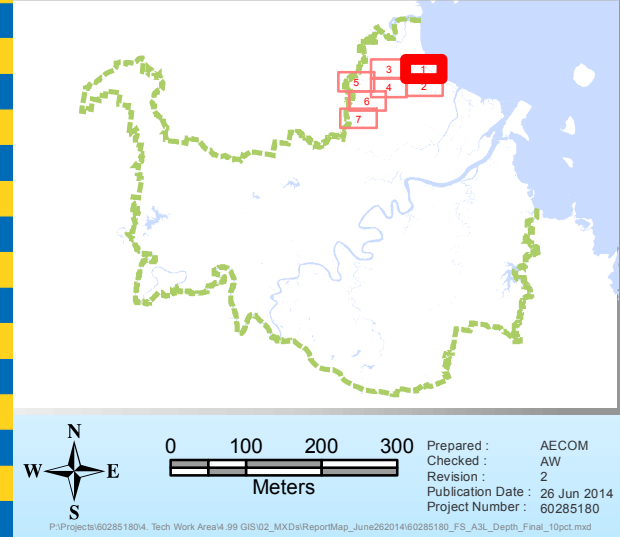 3
1
5
4
2
6
7
N
W E
S
0 100 200 300
Meters
Prepared : AECOM
Checked : AW
Revision : 2
Publication Date : 26 Jun 2014
Project Number : 60285180
P:\Projects\60285180\4. Tech Work Area\4.99 GIS\02_MXDs\ReportMap_June262014\60285180_FS_A3L_Depth_Final_10pct.mxd